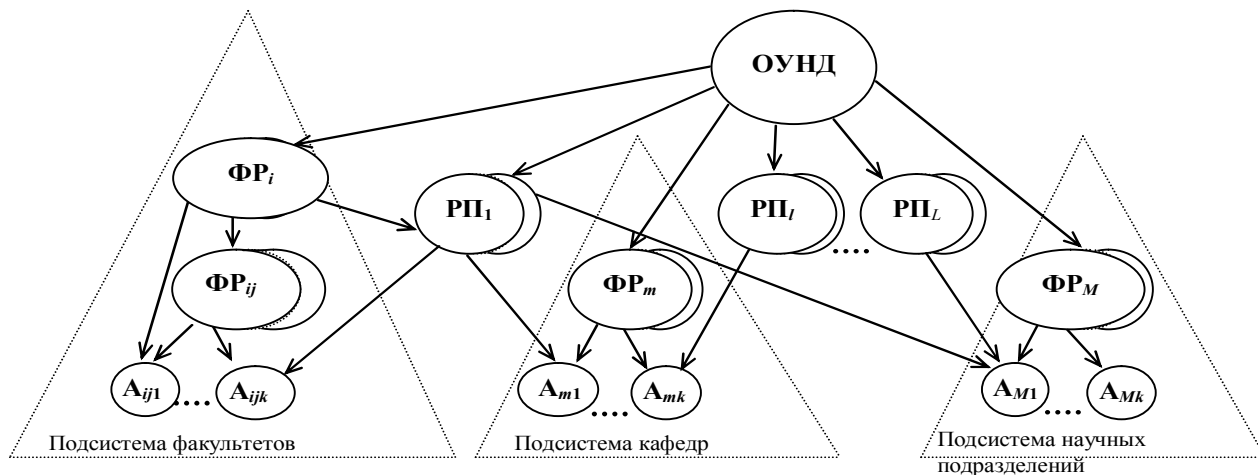 ОУНД
ФРi
РП1
РПl
РПL
ФРij
ФРm
ФРM
....
Aij1
....
Aijk
Am1
....
Amk
AM1
....
AMk
Подсистема факультетов
Подсистема кафедр
Подсистема научных
подразделений